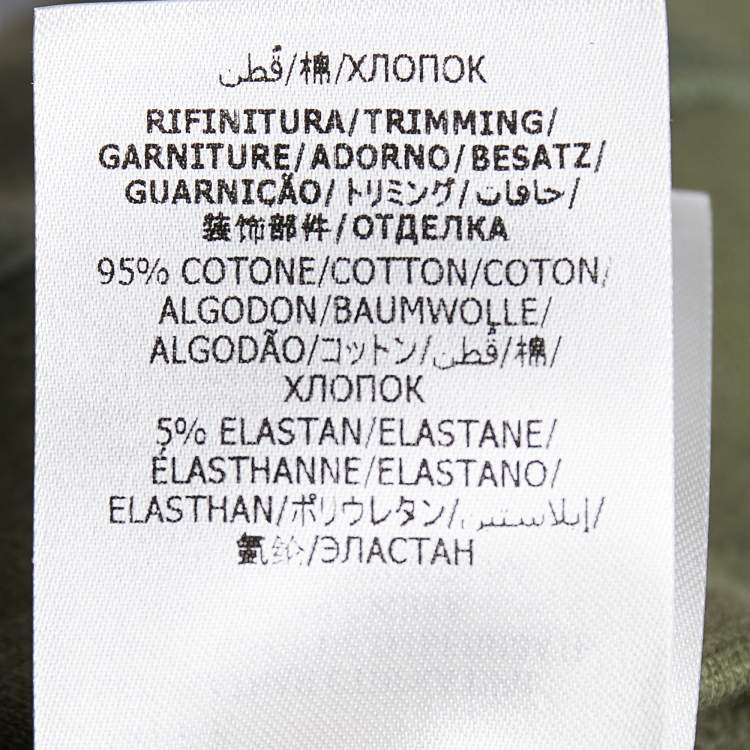 قطن/棉/ХЛОПОК
RIFINITURA/TRIMMING/
GARNITURE/ADORNO/BESATZ/
GUARNIÇÃO/トリミング/حافات/
装饰部件/ОТДЕЛКА
95% COTONE/COTTON/COTON/
ALGODON/BAUMWOLLE/
ALGODÃO/コットン/قطن/棉/
ХЛОПОК
5% ELASTAN/ELASTANE/
ÉLASTHANNE/ELASTANO/
ELASTHAN/ポリウレタン/إيلاستين/
氨纶/ЭЛАСТАН